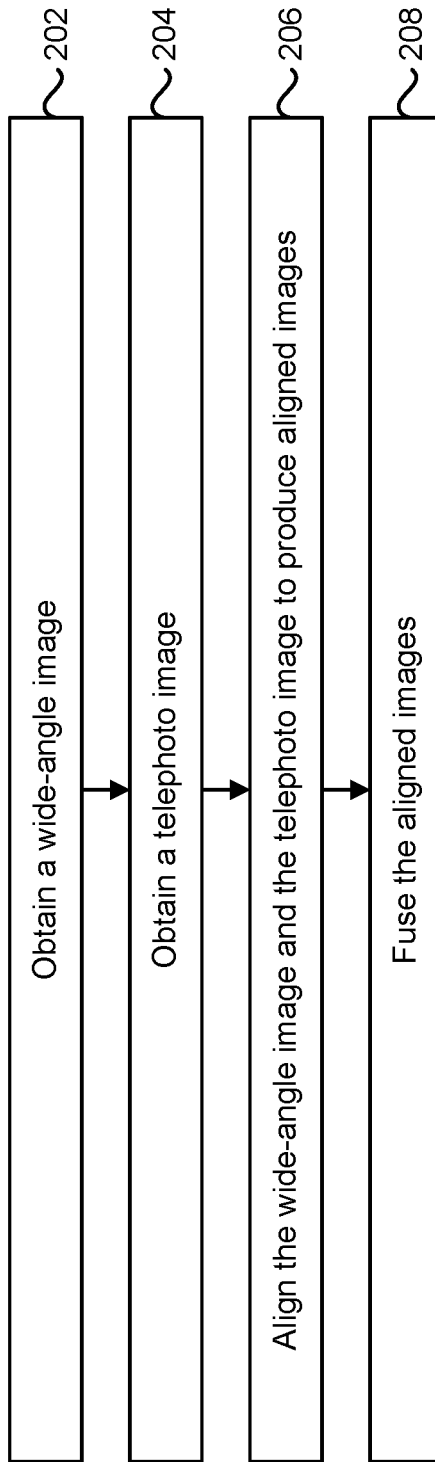 Obtain a wide-angle image
202
Obtain a telephoto image
204
Align the wide-angle image and the telephoto image to produce aligned images
206
Fuse the aligned images
208